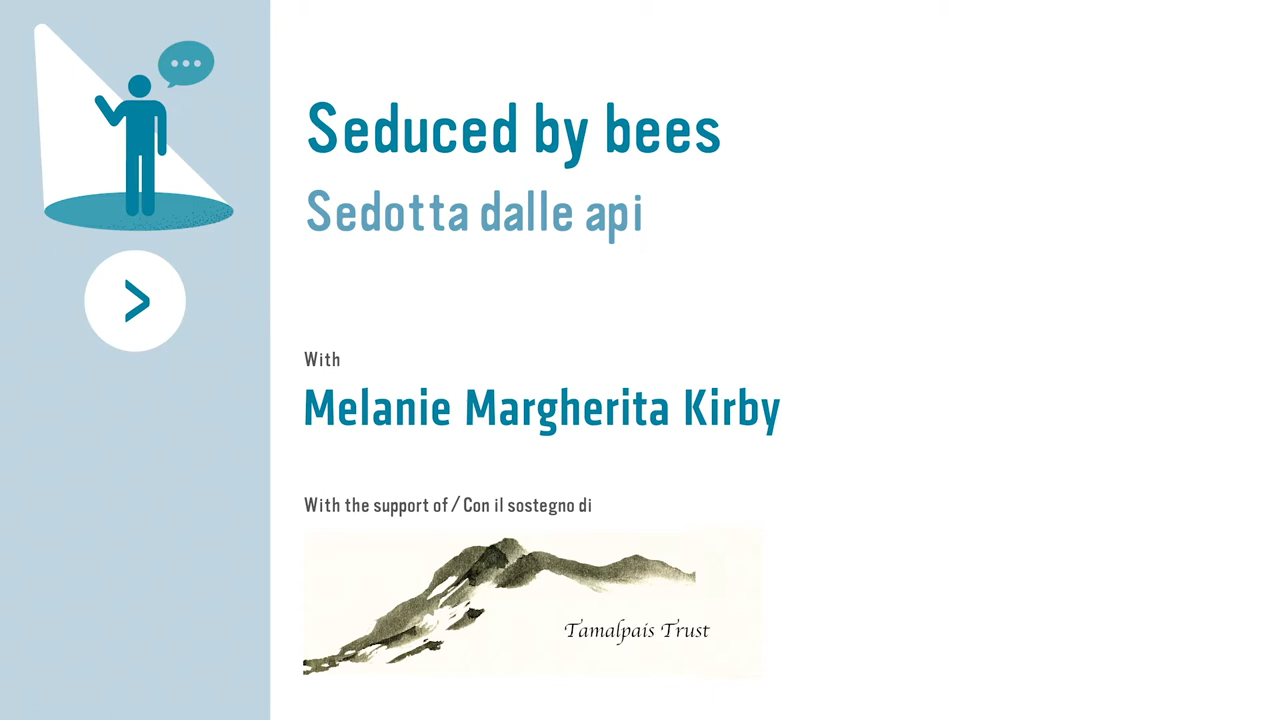 Seduced by bees
Sedotta dalle api
With
Melanie Margherita Kirby
With the support of / Con il sostegno di
Tamalpais Trust